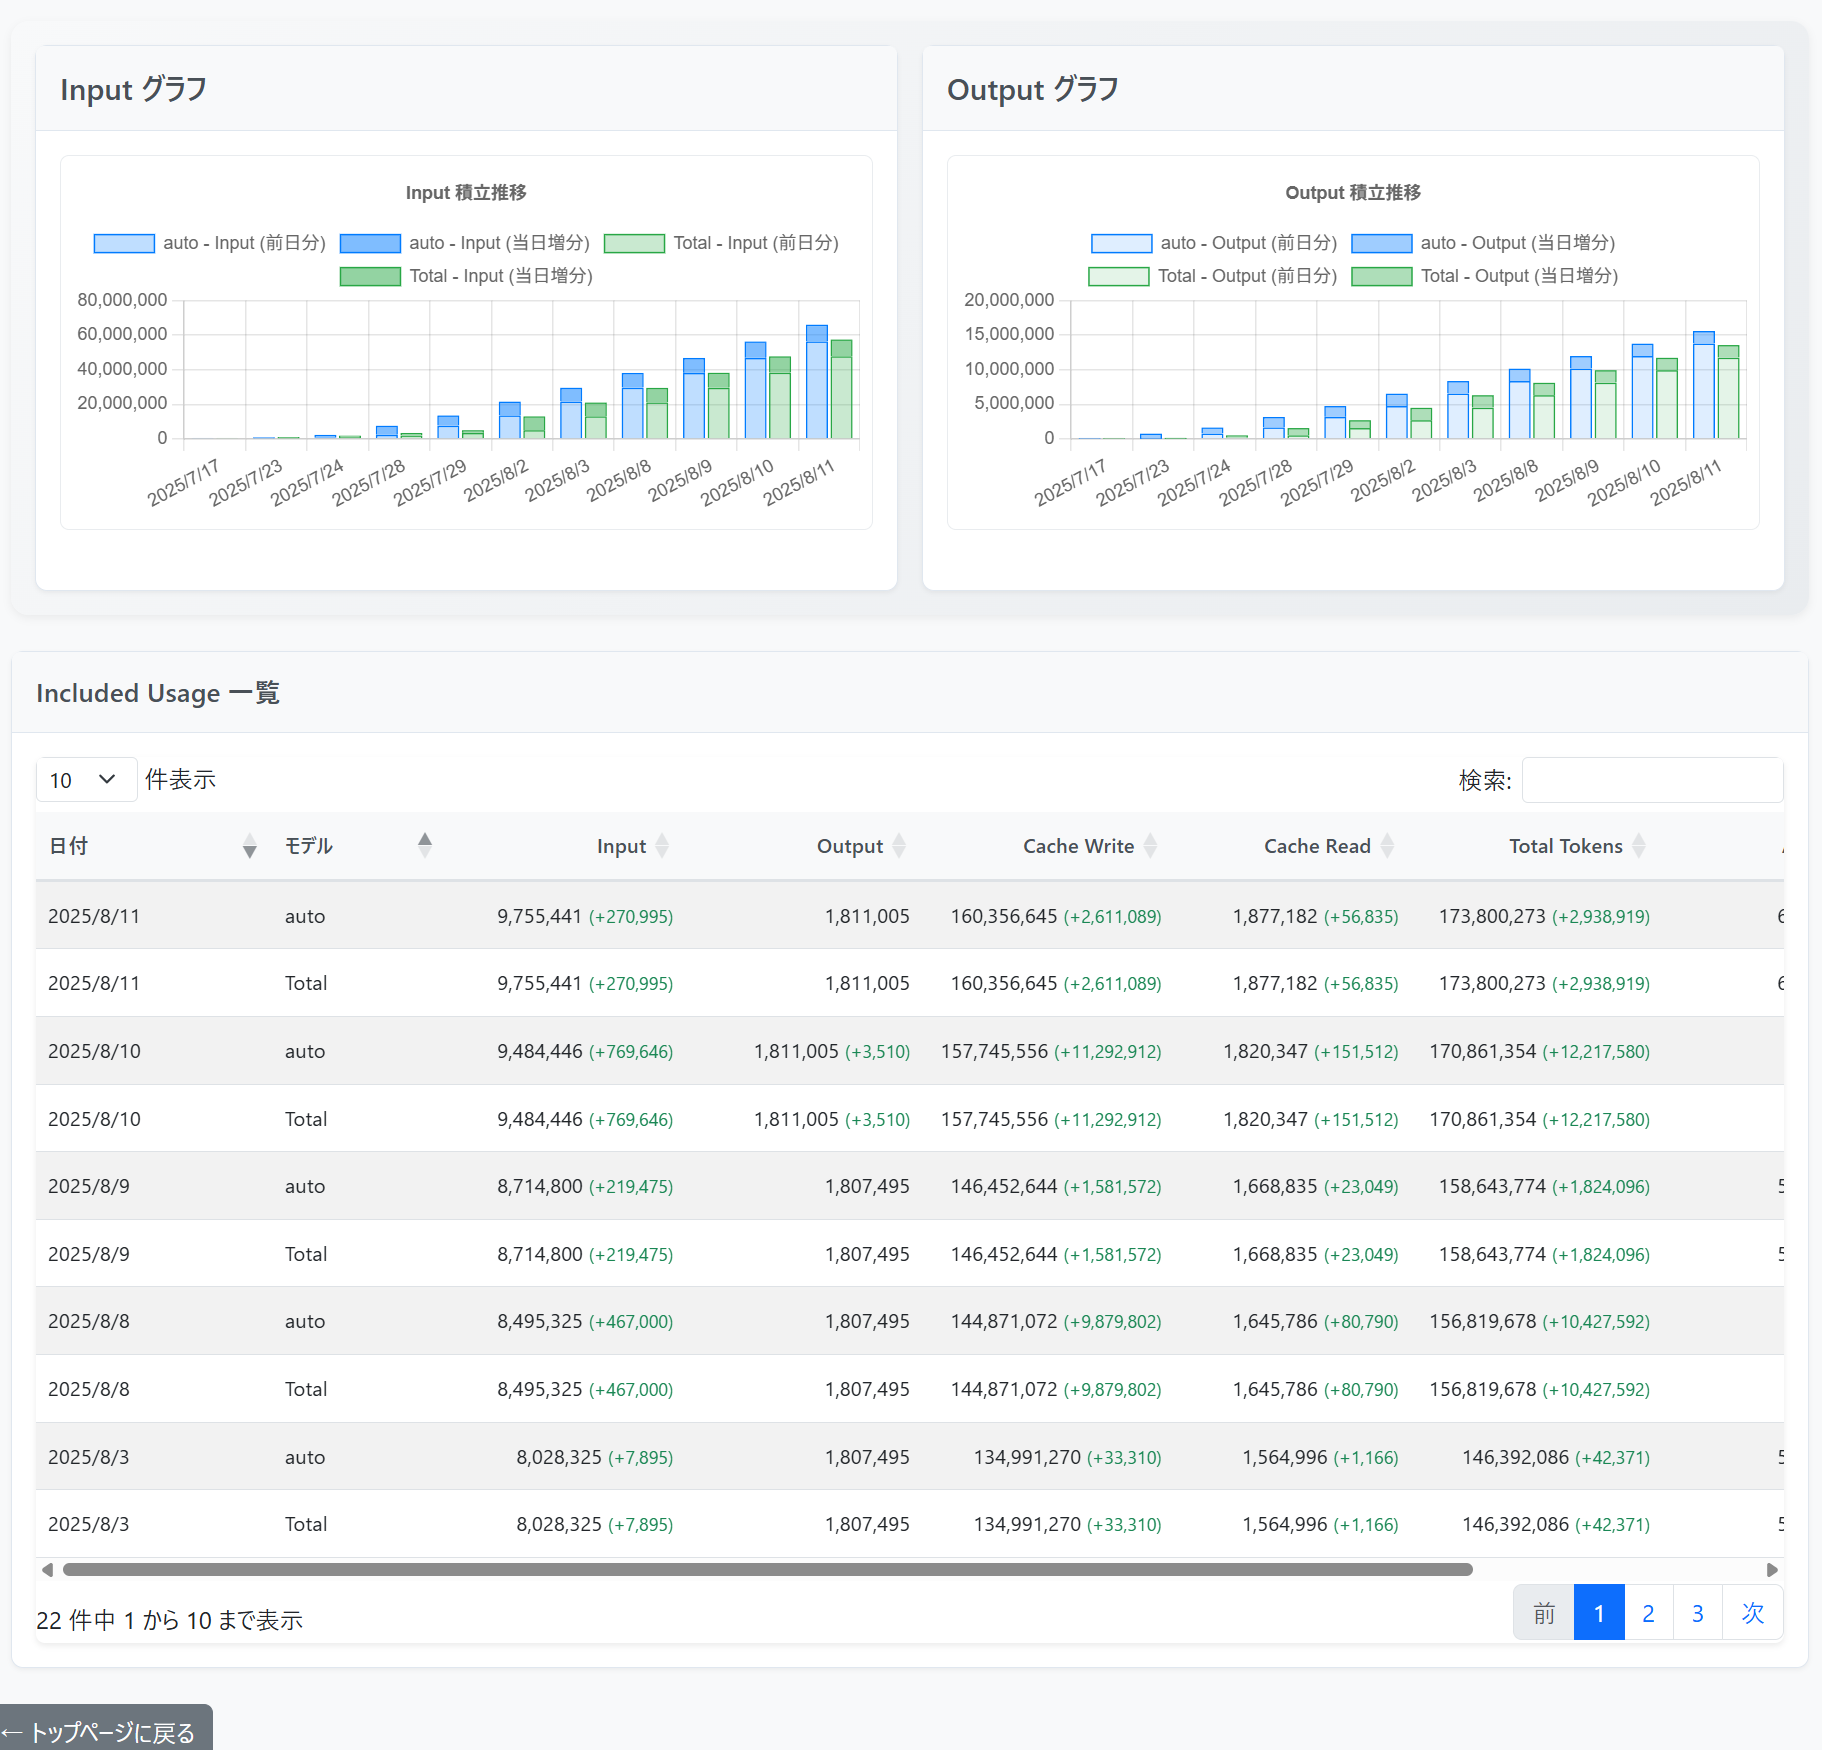 Input グラフ
Input 積立推移
auto - Input (前日分) auto - Input (当日増分) Total - Input (前日分)
Total - Input (当日増分)
80,000,000
60,000,000
40,000,000
20,000,000
0
2025/7/17 2025/7/23 2025/7/24 2025/7/28 2025/7/29 2025/8/2 2025/8/3 2025/8/8 2025/8/9 2025/8/10 2025/8/11
Output グラフ
Output 積立推移
auto - Output (前日分) auto - Output (当日増分)
Total - Output (前日分) Total - Output (当日増分)
20,000,000
15,000,000
10,000,000
5,000,000
0
2025/7/17 2025/7/23 2025/7/24 2025/7/28 2025/7/29 2025/8/2 2025/8/3 2025/8/8 2025/8/9 2025/8/10 2025/8/11
Included Usage 一覧
10 件表示 検索:
日付 モデル Input Output Cache Write Cache Read Total Tokens
2025/8/11 auto 9,755,441 (+270,995) 1,811,005 160,356,645 (+2,611,089) 1,877,182 (+56,835) 173,800,273 (+2,938,919)
2025/8/11 Total 9,755,441 (+270,995) 1,811,005 160,356,645 (+2,611,089) 1,877,182 (+56,835) 173,800,273 (+2,938,919)
2025/8/10 auto 9,484,446 (+769,646) 1,811,005 (+3,510) 157,745,556 (+11,292,912) 1,820,347 (+151,512) 170,861,354 (+12,217,580)
2025/8/10 Total 9,484,446 (+769,646) 1,811,005 (+3,510) 157,745,556 (+11,292,912) 1,820,347 (+151,512) 170,861,354 (+12,217,580)
2025/8/9 auto 8,714,800 (+219,475) 1,807,495 146,452,644 (+1,581,572) 1,668,835 (+23,049) 158,643,774 (+1,824,096)
2025/8/9 Total 8,714,800 (+219,475) 1,807,495 146,452,644 (+1,581,572) 1,668,835 (+23,049) 158,643,774 (+1,824,096)
2025/8/8 auto 8,495,325 (+467,000) 1,807,495 144,871,072 (+9,879,802) 1,645,786 (+80,790) 156,819,678 (+10,427,592)
2025/8/8 Total 8,495,325 (+467,000) 1,807,495 144,871,072 (+9,879,802) 1,645,786 (+80,790) 156,819,678 (+10,427,592)
2025/8/3 auto 8,028,325 (+7,895) 1,807,495 134,991,270 (+33,310) 1,564,996 (+1,166) 146,392,086 (+42,371)
2025/8/3 Total 8,028,325 (+7,895) 1,807,495 134,991,270 (+33,310) 1,564,996 (+1,166) 146,392,086 (+42,371)
22 件中 1 から 10 まで表示 前 1 2 3 次
← トップページに戻る